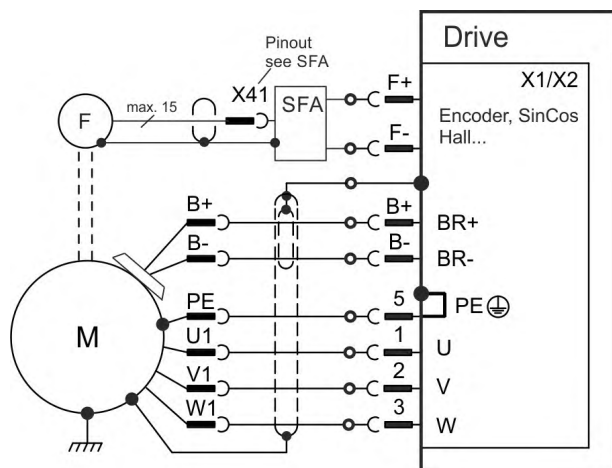 Drive
Pinout
see SFA
X1/X2
Encoder, SinCos
Hall...
X41
SFA
F+
max. 15
F
F-
B+
B+
BR+
B-
B-
BR-
PE
5
PE
M
U1
1
U
V1
2
V
W1
3
W